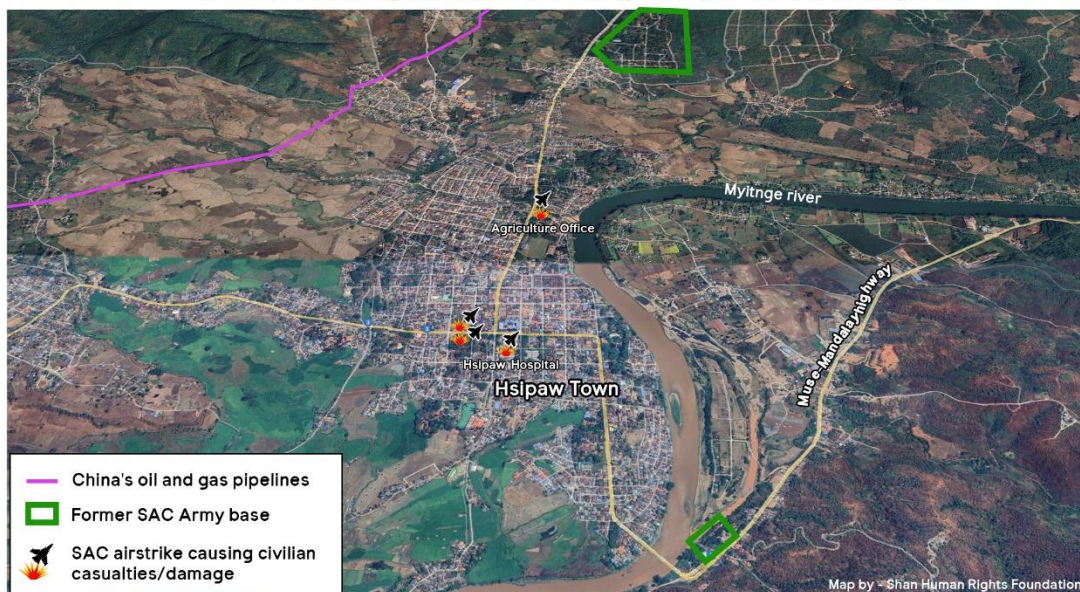 Myitnge river
Agriculture Office
Muse-Mandalay highway
Hsipaw Hospital
Hsipaw Town
China's oil and gas pipelines
Former SAC Army base
SAC airstrike causing civilian
casualties/damage
Map by - Shan Human Rights Foundation